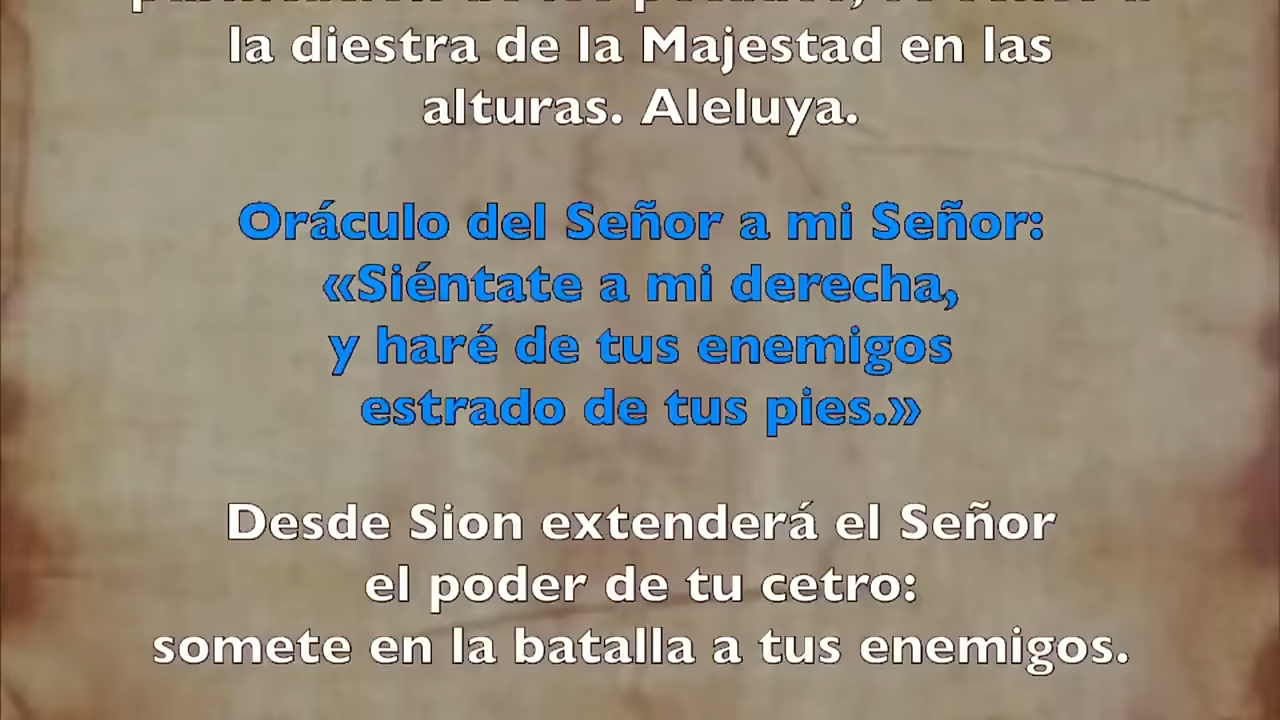 la diestra de la Majestad en las
alturas. Aleluya.
Oráculo del Señor a mi Señor:
«Siéntate a mi derecha,
y haré de tus enemigos
estrado de tus pies.»
Desde Sion extenderá el Señor
el poder de tu cetro:
somete en la batalla a tus enemigos.